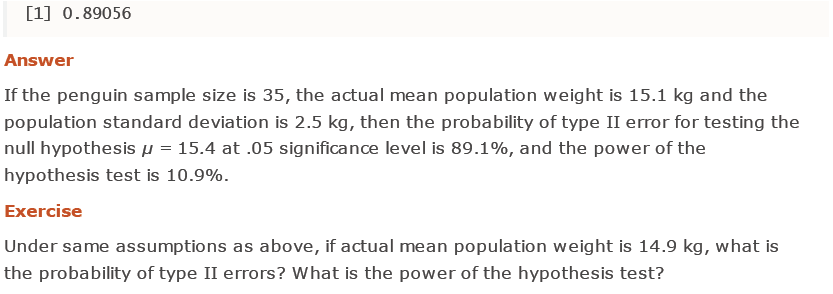 [1] 0.89056
Answer
If the penguin sample size is 35, the actual mean population weight is 15.1 kg and the
population standard deviation is 2.5 kg, then the probability of type II error for testing the
null hypothesis μ = 15.4 at .05 significance level is 89.1%, and the power of the
hypothesis test is 10.9%.
Exercise
Under same assumptions as above, if actual mean population weight is 14.9 kg, what is
the probability of type II errors? What is the power of the hypothesis test?